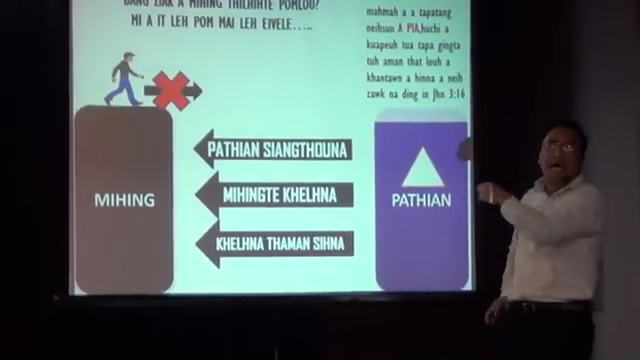 DANG ZIAK A MIHING THILHIHTE POMLOU?
MI A IT LEH POM MAI LEH EIVELE.....
mahmah a a tapatang
neihsun A PIA,huchi a
kuapeuh tua tapa gingta
tuh aman that louh a
khantawn a hinna a neih
zawk na ding in Jhn 3:16
MIHING
PATHIAN SIANGTHOUNA
MIHINGTE KHELHNA
KHELHNA THAMAN SIHNA
PATHIAN